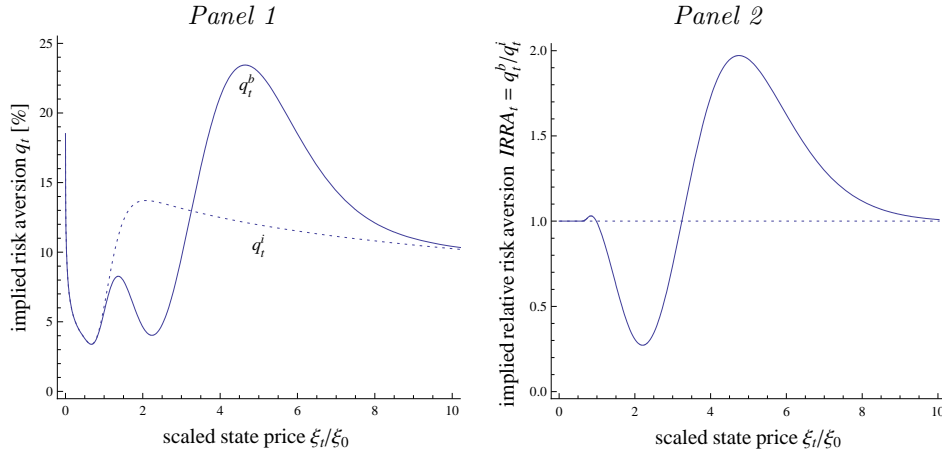 Panel 1
Panel 2
implied risk aversion q_t [%]
25
20
15
10
5
0
q_t^b
q_t^i
0 2 4 6 8 10
scaled state price ξ_t/ξ_0
implied relative risk aversion IRRA_t = q_t^b/q_t^i
2.0
1.5
1.0
0.5
0.0
0 2 4 6 8 10
scaled state price ξ_t/ξ_0